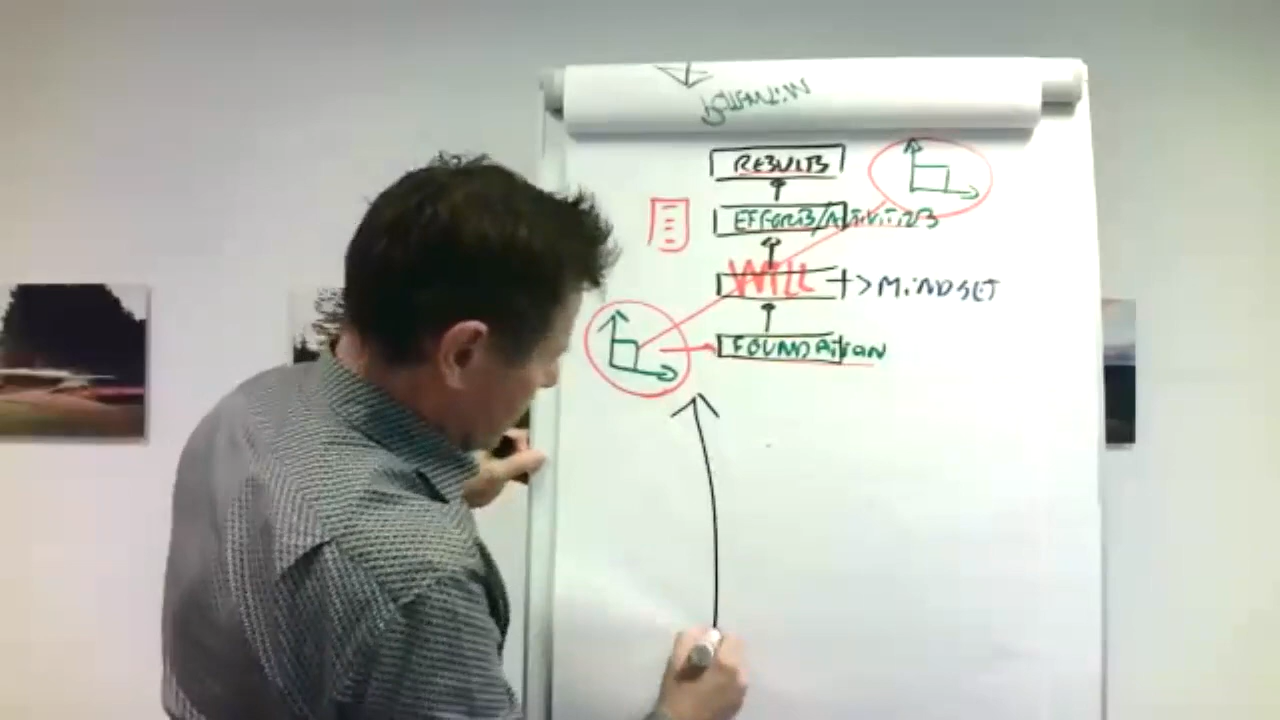 RESULTS
EFFORTS/ACTIVITIES
WILL > MINDSET
FOUNDATION